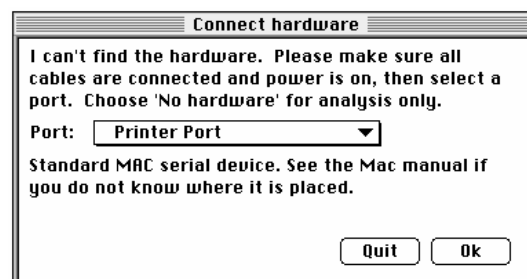 Connect hardware
I can't find the hardware. Please make sure all
cables are connected and power is on, then select a
port. Choose 'No hardware' for analysis only.
Port: Printer Port
Standard MAC serial device. See the Mac manual if
you do not know where it is placed.
Quit Ok